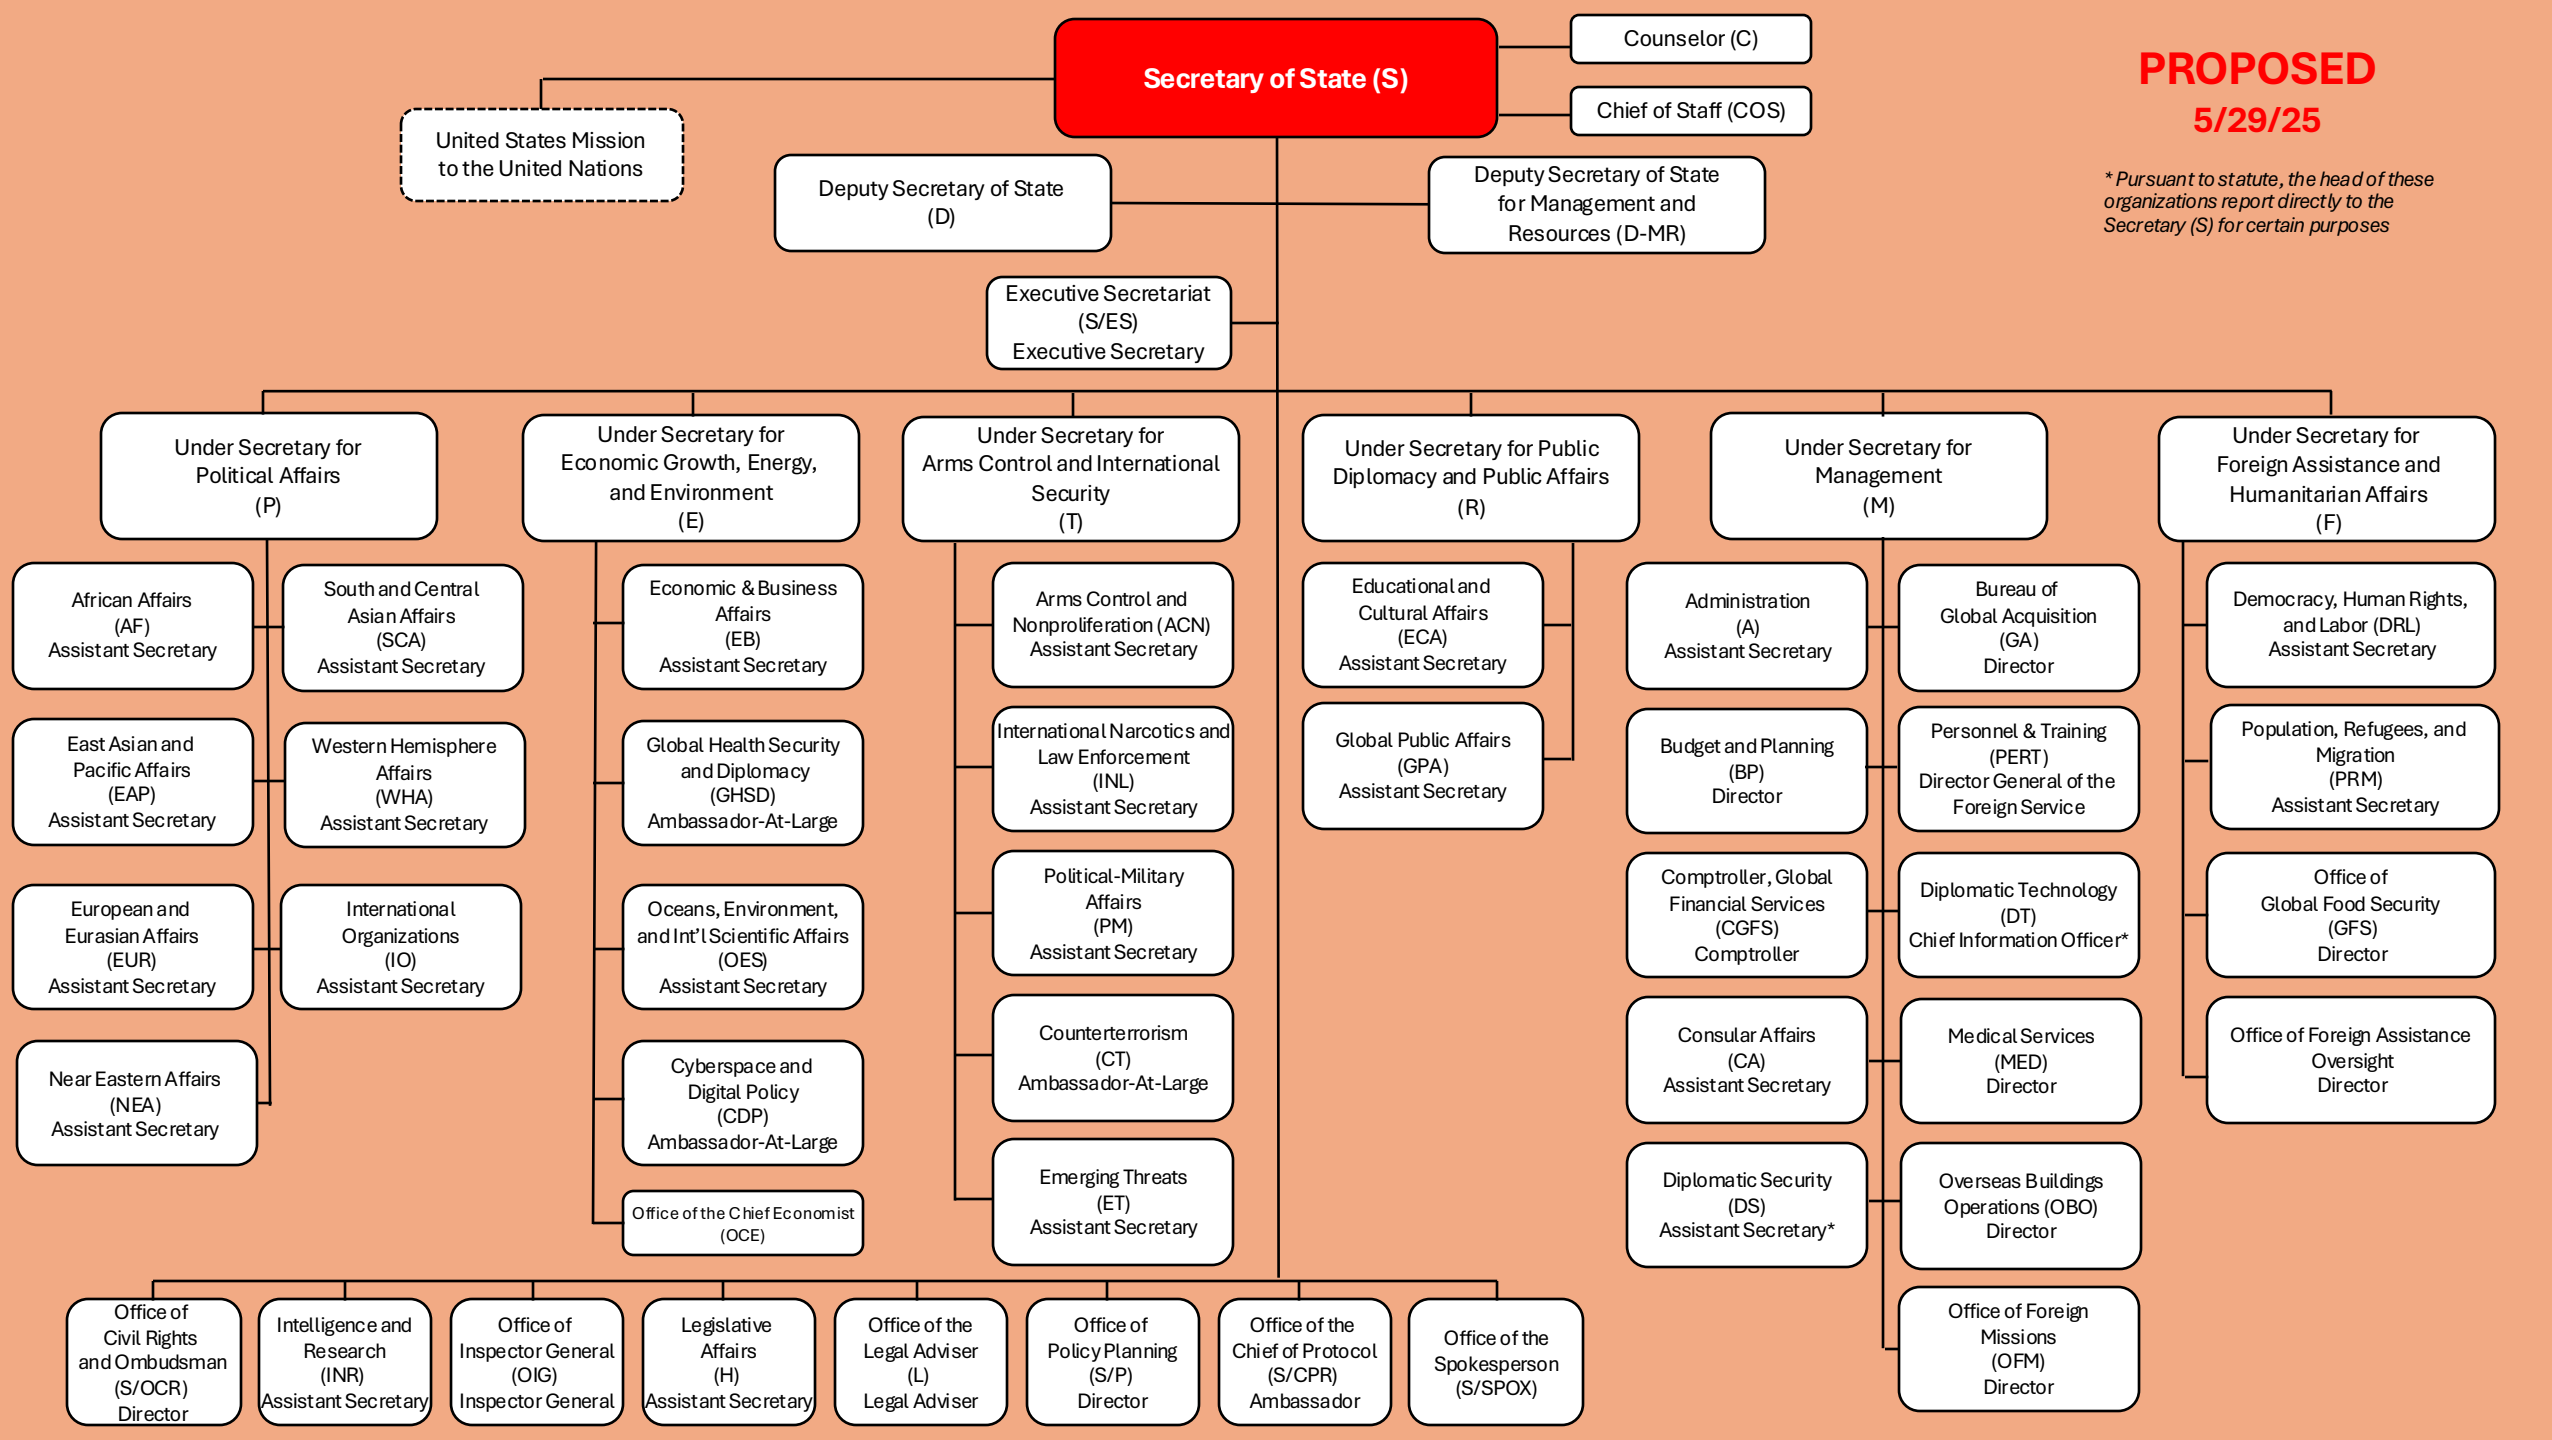 Secretary of State (S)
Counselor (C)
Chief of Staff (COS)
PROPOSED
5/29/25
* Pursuant to statute, the head of these
organizations report directly to the
Secretary (S) for certain purposes
United States Mission
to the United Nations
Deputy Secretary of State
(D)
Deputy Secretary of State
for Management and
Resources (D-MR)
Executive Secretariat
(S/ES)
Executive Secretary
Under Secretary for
Political Affairs
(P)
Under Secretary for
Economic Growth, Energy,
and Environment
(E)
Under Secretary for
Arms Control and International
Security
(T)
Under Secretary for Public
Diplomacy and Public Affairs
(R)
Under Secretary for
Management
(M)
Under Secretary for
Foreign Assistance and
Humanitarian Affairs
(F)
African Affairs
(AF)
Assistant Secretary
South and Central
Asian Affairs
(SCA)
Assistant Secretary
East Asian and
Pacific Affairs
(EAP)
Assistant Secretary
Western Hemisphere
Affairs
(WHA)
Assistant Secretary
European and
Eurasian Affairs
(EUR)
Assistant Secretary
International
Organizations
(IO)
Assistant Secretary
Near Eastern Affairs
(NEA)
Assistant Secretary
Economic & Business
Affairs
(EB)
Assistant Secretary
Global Health Security
and Diplomacy
(GHSD)
Ambassador-At-Large
Oceans, Environment,
and Int'l Scientific Affairs
(OES)
Assistant Secretary
Cyberspace and
Digital Policy
(CDP)
Ambassador-At-Large
Office of the Chief Economist
(OCE)
Arms Control and
Nonproliferation (ACN)
Assistant Secretary
International Narcotics and
Law Enforcement
(INL)
Assistant Secretary
Political-Military
Affairs
(PM)
Assistant Secretary
Counterterrorism
(CT)
Ambassador-At-Large
Emerging Threats
(ET)
Assistant Secretary
Educational and
Cultural Affairs
(ECA)
Assistant Secretary
Global Public Affairs
(GPA)
Assistant Secretary
Administration
(A)
Assistant Secretary
Bureau of
Global Acquisition
(GA)
Director
Budget and Planning
(BP)
Director
Personnel & Training
(PERT)
Director General of the
Foreign Service
Comptroller, Global
Financial Services
(CGFS)
Comptroller
Diplomatic Technology
(DT)
Chief Information Officer*
Consular Affairs
(CA)
Assistant Secretary
Medical Services
(MED)
Director
Diplomatic Security
(DS)
Assistant Secretary*
Overseas Buildings
Operations (OBO)
Director
Office of Foreign
Missions
(OFM)
Director
Democracy, Human Rights,
and Labor (DRL)
Assistant Secretary
Population, Refugees, and
Migration
(PRM)
Assistant Secretary
Office of
Global Food Security
(GFS)
Director
Office of Foreign Assistance
Oversight
Director
Office of
Civil Rights
and Ombudsman
(S/OCR)
Director
Intelligence and
Research
(INR)
Assistant Secretary
Office of
Inspector General
(OIG)
Inspector General
Legislative
Affairs
(H)
Assistant Secretary
Office of the
Legal Adviser
(L)
Legal Adviser
Office of
Policy Planning
(S/P)
Director
Office of the
Chief of Protocol
(S/CPR)
Ambassador
Office of the
Spokesperson
(S/SPOX)